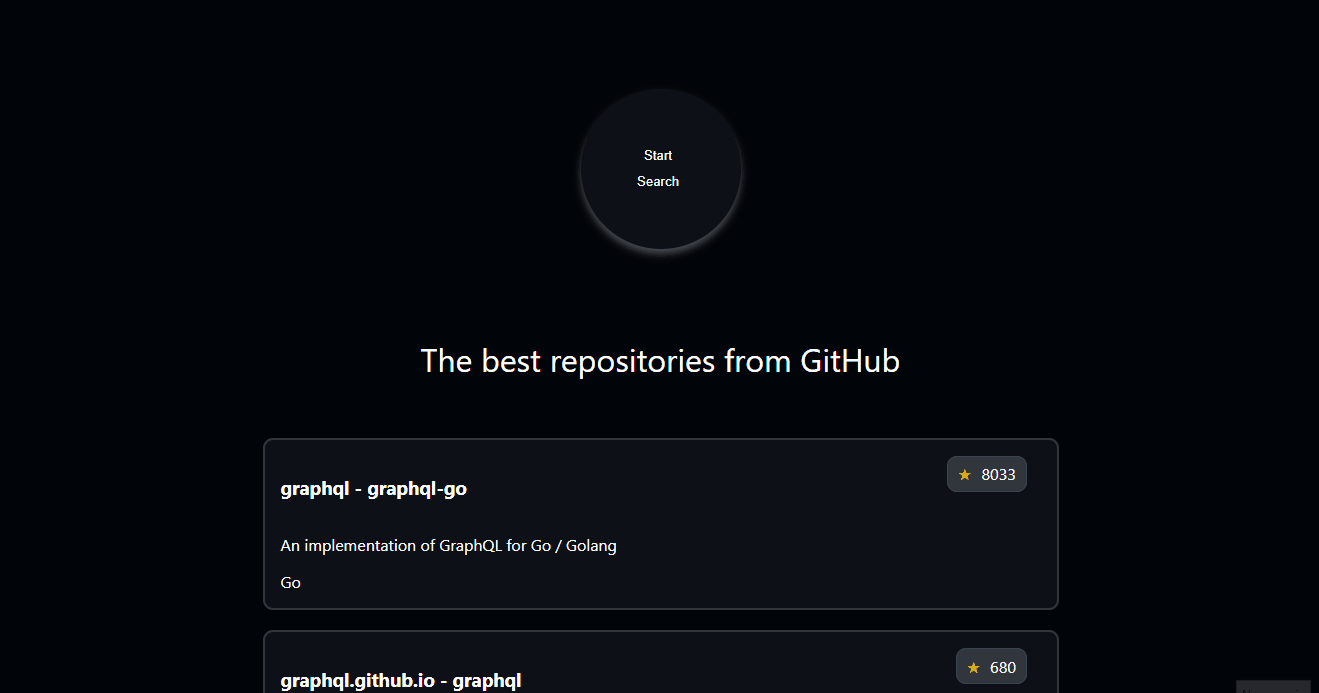 Start
Search
The best repositories from GitHub
graphql - graphql-go
★ 8033
An implementation of GraphQL for Go / Golang
Go
graphql.github.io - graphql
★ 680